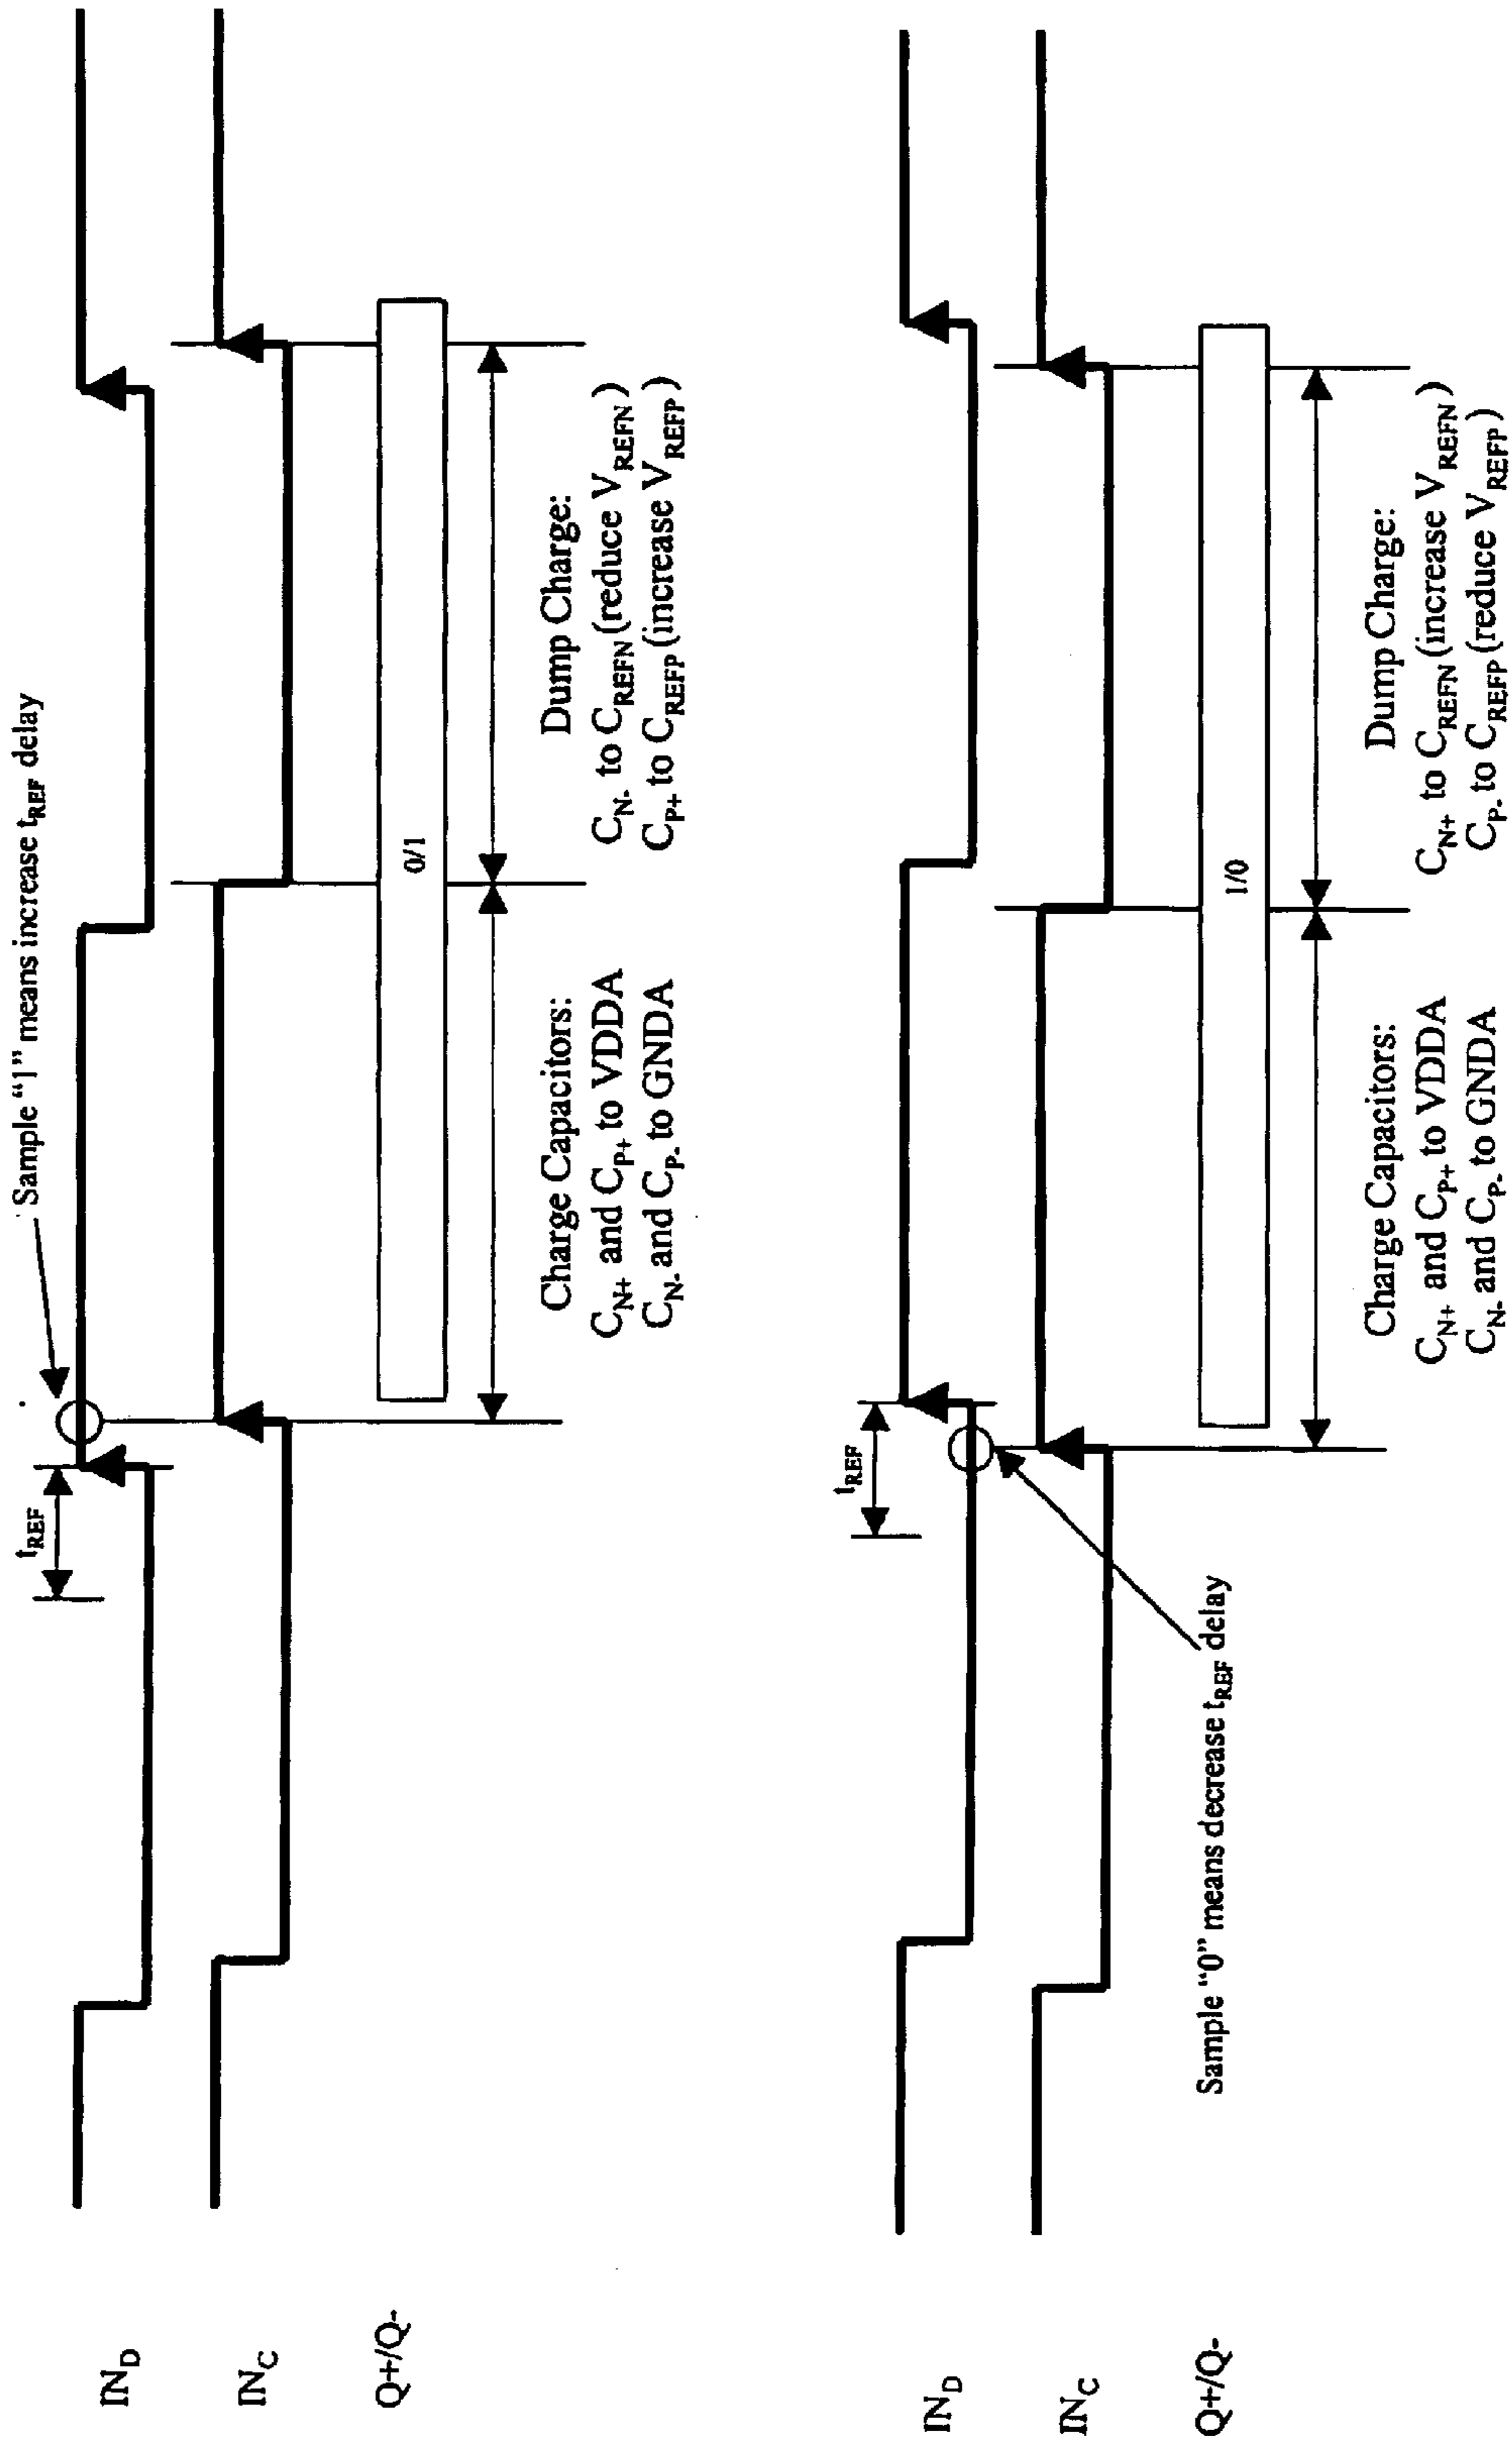 Sample “1” means increase tREF delay
tREF
IND
INC
Q+/Q-
0/1
Charge Capacitors:
CN+ and CP+ to VDDA
CN- and CP- to GNDA
Dump Charge:
CN- to CREFN (reduce VREFN)
CP+ to CREFP (increase VREFP)
tREF
IND
INC
Sample “0” means decrease tREF delay
Q+/Q-
1/0
Charge Capacitors:
CN+ and CP+ to VDDA
CN- and CP- to GNDA
Dump Charge:
CN+ to CREFN (increase VREFN)
CP- to CREFP (reduce VREFP)